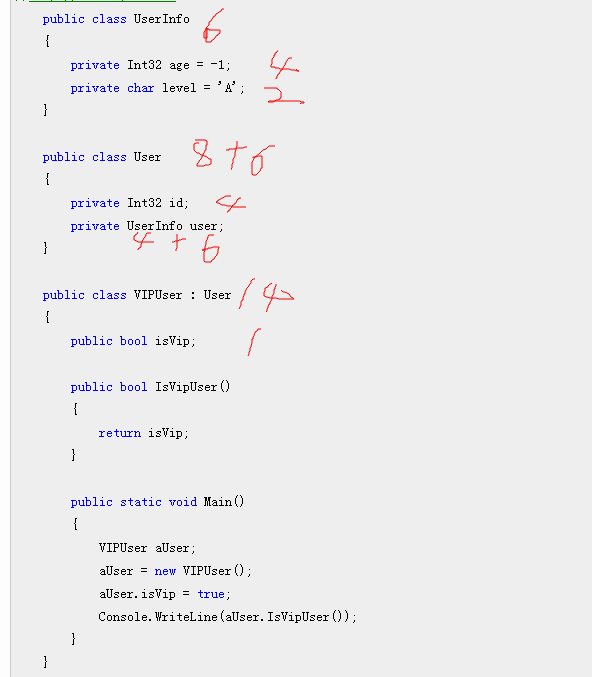 public class UserInfo 6
{
private Int32 age = -1; 4
private char level = 'A'; 2
}
public class User 8 + 6
{
private Int32 id; 4
private UserInfo user;
4 + 6
}
public class VIPUser : User 14
{
public bool isVip; 1
public bool IsVipUser()
{
return isVip;
}
public static void Main()
{
VIPUser aUser;
aUser = new VIPUser();
aUser.isVip = true;
Console.WriteLine(aUser.IsVipUser());
}
}